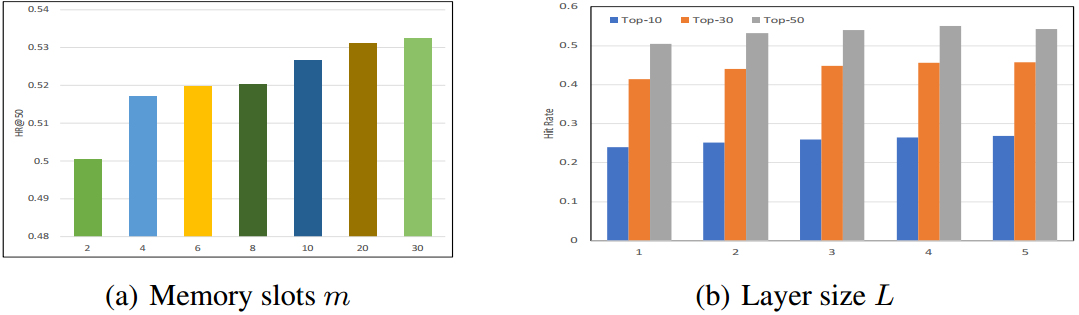 0.54
0.53
0.52
0.51
0.5
0.49
0.48
HR@50
2 4 6 8 10 20 30
(a) Memory slots m
Top-10 Top-30 Top-50
0.6
0.5
0.4
0.3
0.2
0.1
0
Hit Rate
1 2 3 4 5
(b) Layer size L